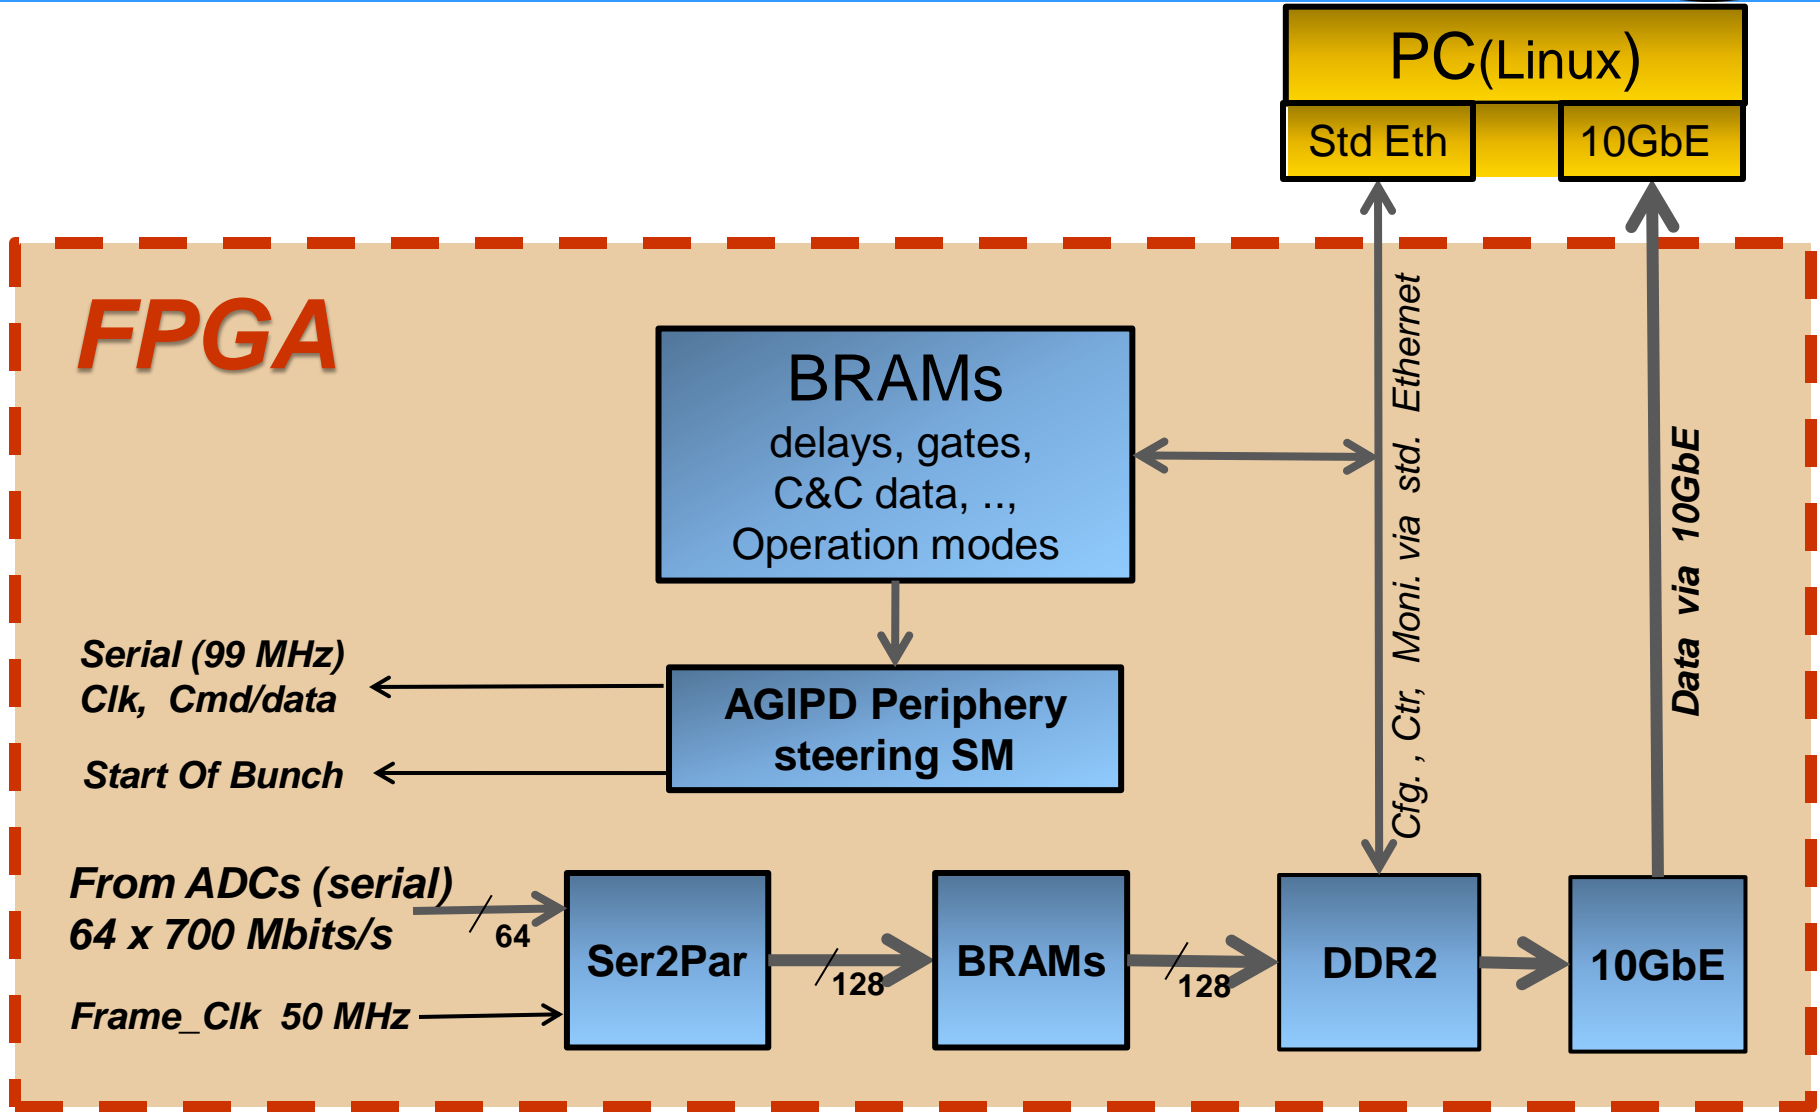 PC(Linux)
Std Eth
10GbE
FPGA
BRAMs
delays, gates,
C&C data, ..,
Operation modes
Cfg. , Ctr, Moni. via std. Ethernet
Data via 10GbE
Serial (99 MHz)
Clk, Cmd/data
Start Of Bunch
AGIPD Periphery
steering SM
From ADCs (serial)
64 x 700 Mbits/s
64
Frame_Clk 50 MHz
Ser2Par
128
BRAMs
128
DDR2
10GbE